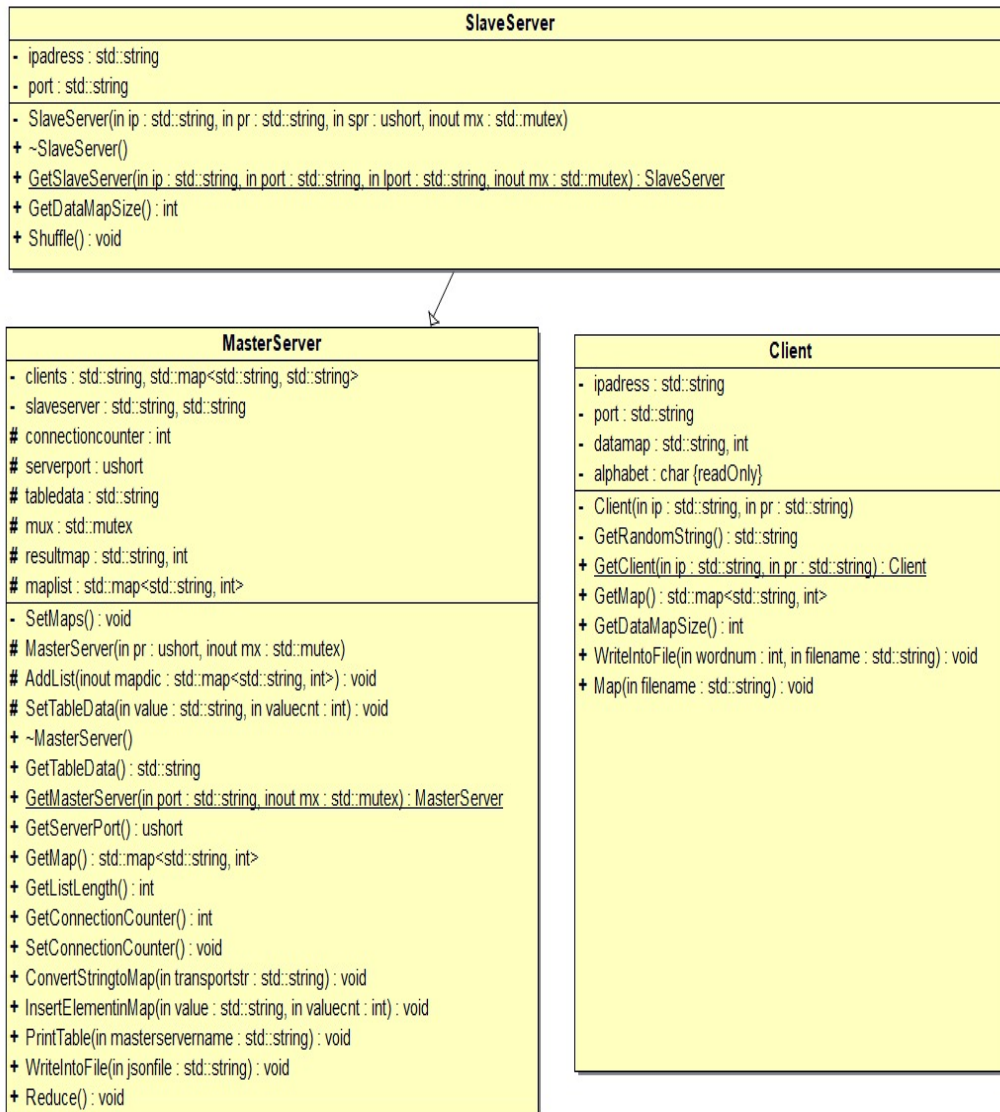 SlaveServer
- ipadress : std::string
- port : std::string
- SlaveServer(in ip : std::string, in pr : std::string, in spr : ushort, inout mx : std::mutex)
+ ~SlaveServer()
+ GetSlaveServer(in ip : std::string, in port : std::string, in lport : std::string, inout mx : std::mutex) : SlaveServer
+ GetDataMapSize() : int
+ Shuffle() : void
MasterServer
- clients : std::string, std::map<std::string, std::string>
- slaveserver : std::string, std::string
# connectioncounter : int
# serverport : ushort
# tabledata : std::string
# mux : std::mutex
# resultmap : std::string, int
# maplist : std::map<std::string, int>
- SetMaps() : void
# MasterServer(in pr : ushort, inout mx : std::mutex)
# AddList(inout mapdic : std::map<std::string, int>) : void
# SetTableData(in value : std::string, in valuecnt : int) : void
+ ~MasterServer()
+ GetTableData() : std::string
+ GetMasterServer(in port : std::string, inout mx : std::mutex) : MasterServer
+ GetServerPort() : ushort
+ GetMap() : std::map<std::string, int>
+ GetListLength() : int
+ GetConnectionCounter() : int
+ SetConnectionCounter() : void
+ ConvertStringtoMap(in transportstr : std::string) : void
+ InsertElementinMap(in value : std::string, in valuecnt : int) : void
+ PrintTable(in masterservername : std::string) : void
+ WriteIntoFile(in jsonfile : std::string) : void
+ Reduce() : void
Client
- ipadress : std::string
- port : std::string
- datamap : std::string, int
- alphabet : char {readOnly}
- Client(in ip : std::string, in pr : std::string)
- GetRandomString() : std::string
+ GetClient(in ip : std::string, in pr : std::string) : Client
+ GetMap() : std::map<std::string, int>
+ GetDataMapSize() : int
+ WriteIntoFile(in wordnum : int, in filename : std::string) : void
+ Map(in filename : std::string) : void